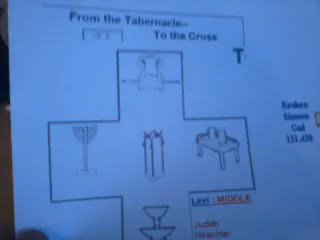 From the Tabernacle--
To the Cross
T
Reuben
Simeon
Gad
151,450
Levi : MIDDLE
Judah
Issachar